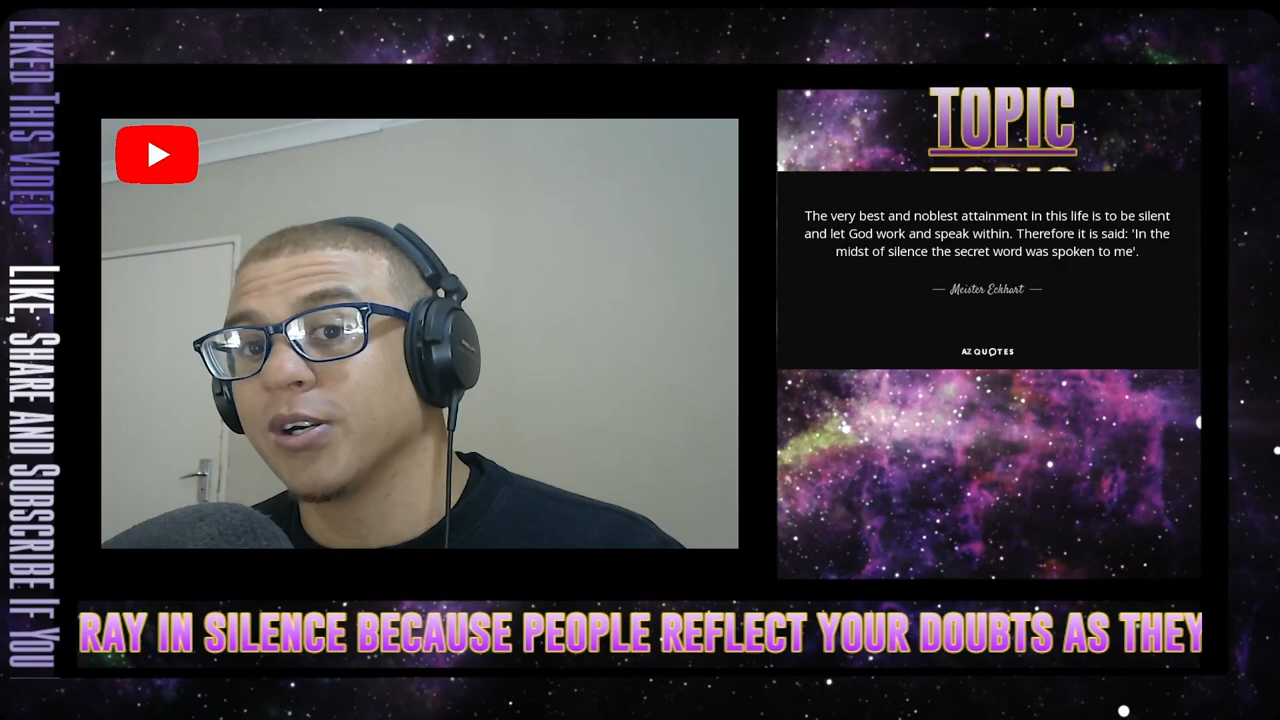 LIKED THIS VIDEO LIKE, SHARE AND SUBSCRIBE IF YOU
TOPIC
The very best and noblest attainment in this life is to be silent
and let God work and speak within. Therefore it is said: 'In the
midst of silence the secret word was spoken to me'.
— Meister Eckhart —
AZ QUOTES
RAY IN SILENCE BECAUSE PEOPLE REFLECT YOUR DOUBTS AS THEY